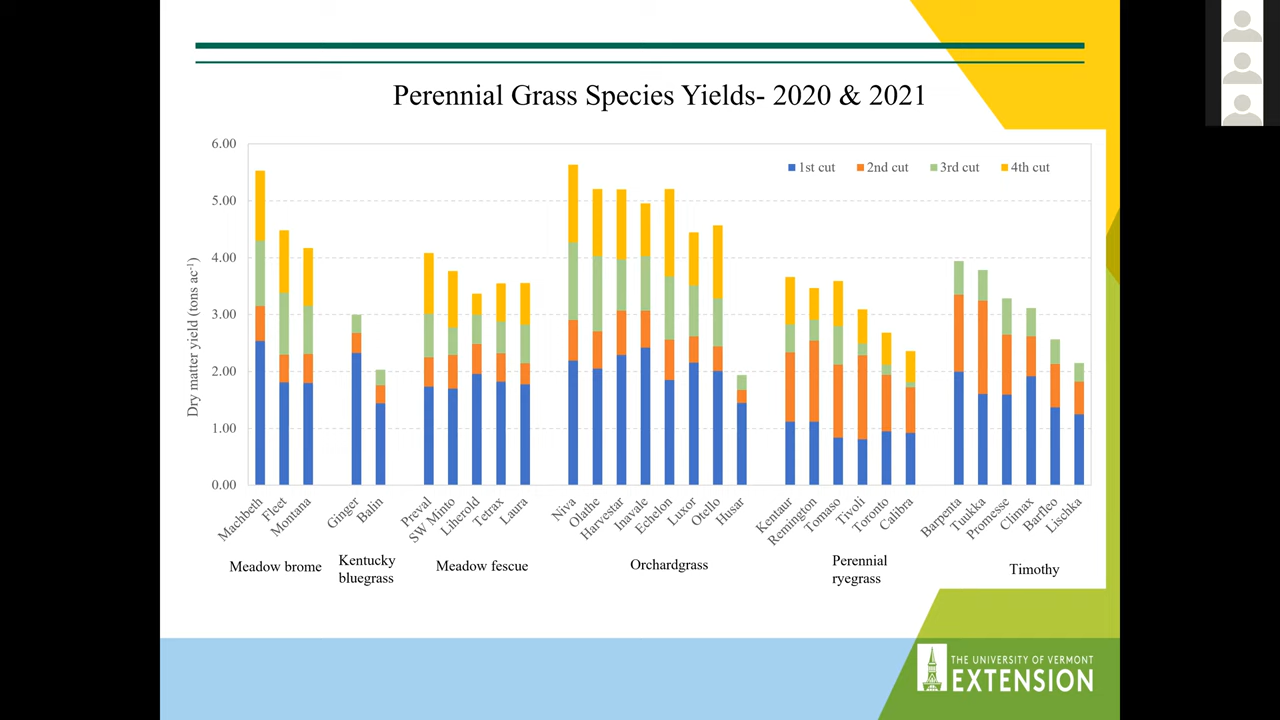 Perennial Grass Species Yields- 2020 & 2021
1st cut 2nd cut 3rd cut 4th cut
Dry matter yield (tons ac⁻¹)
6.00
5.00
4.00
3.00
2.00
1.00
0.00
Machbeth Fleet Montana Ginger Balin Preval SW Minto Liherold Tetrax Laura Niva Olathe Harvestar Inavale Echelon Luxor Otello Husar Kentaur Remington Tomaso Tivoli Toronto Calibra Barpenta Tuukka Promesse Climax Barfleo Lischka
Meadow brome
Kentucky
bluegrass
Meadow fescue
Orchardgrass
Perennial
ryegrass
Timothy
THE UNIVERSITY OF VERMONT
EXTENSION